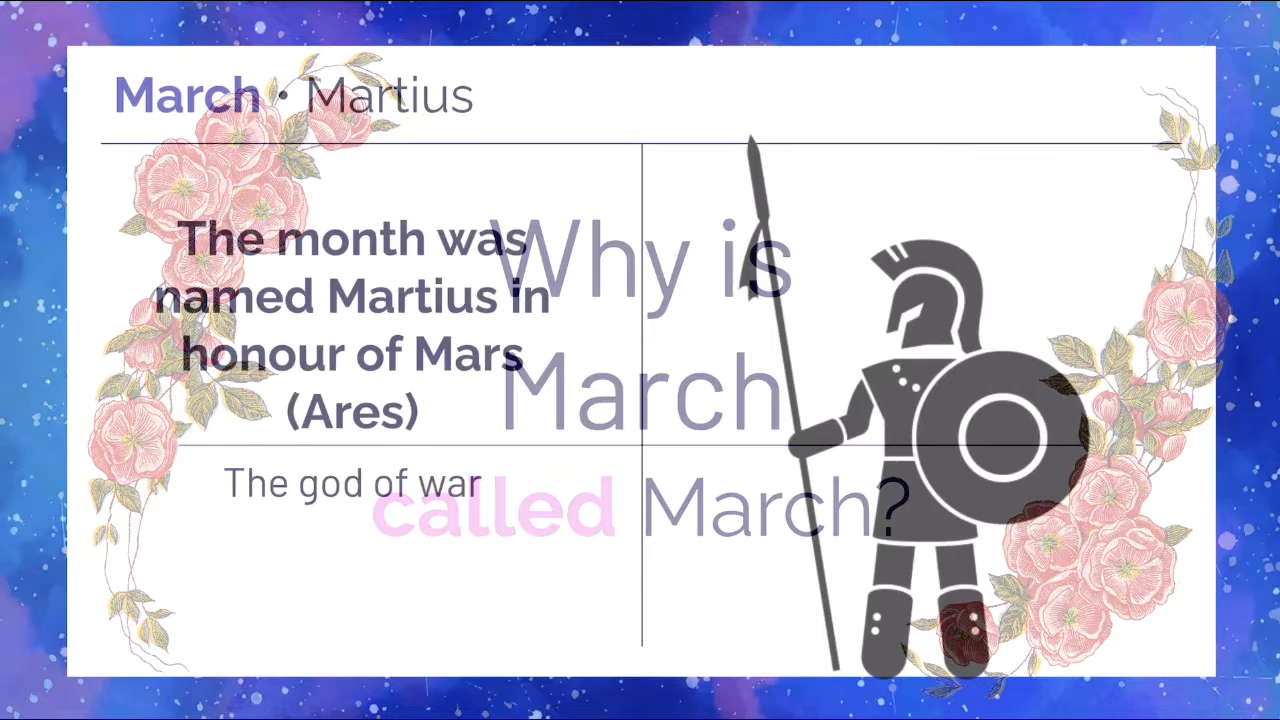 March • Martius
The month was
named Martius in
honour of Mars
(Ares)
The god of war
Why is
March
called March?